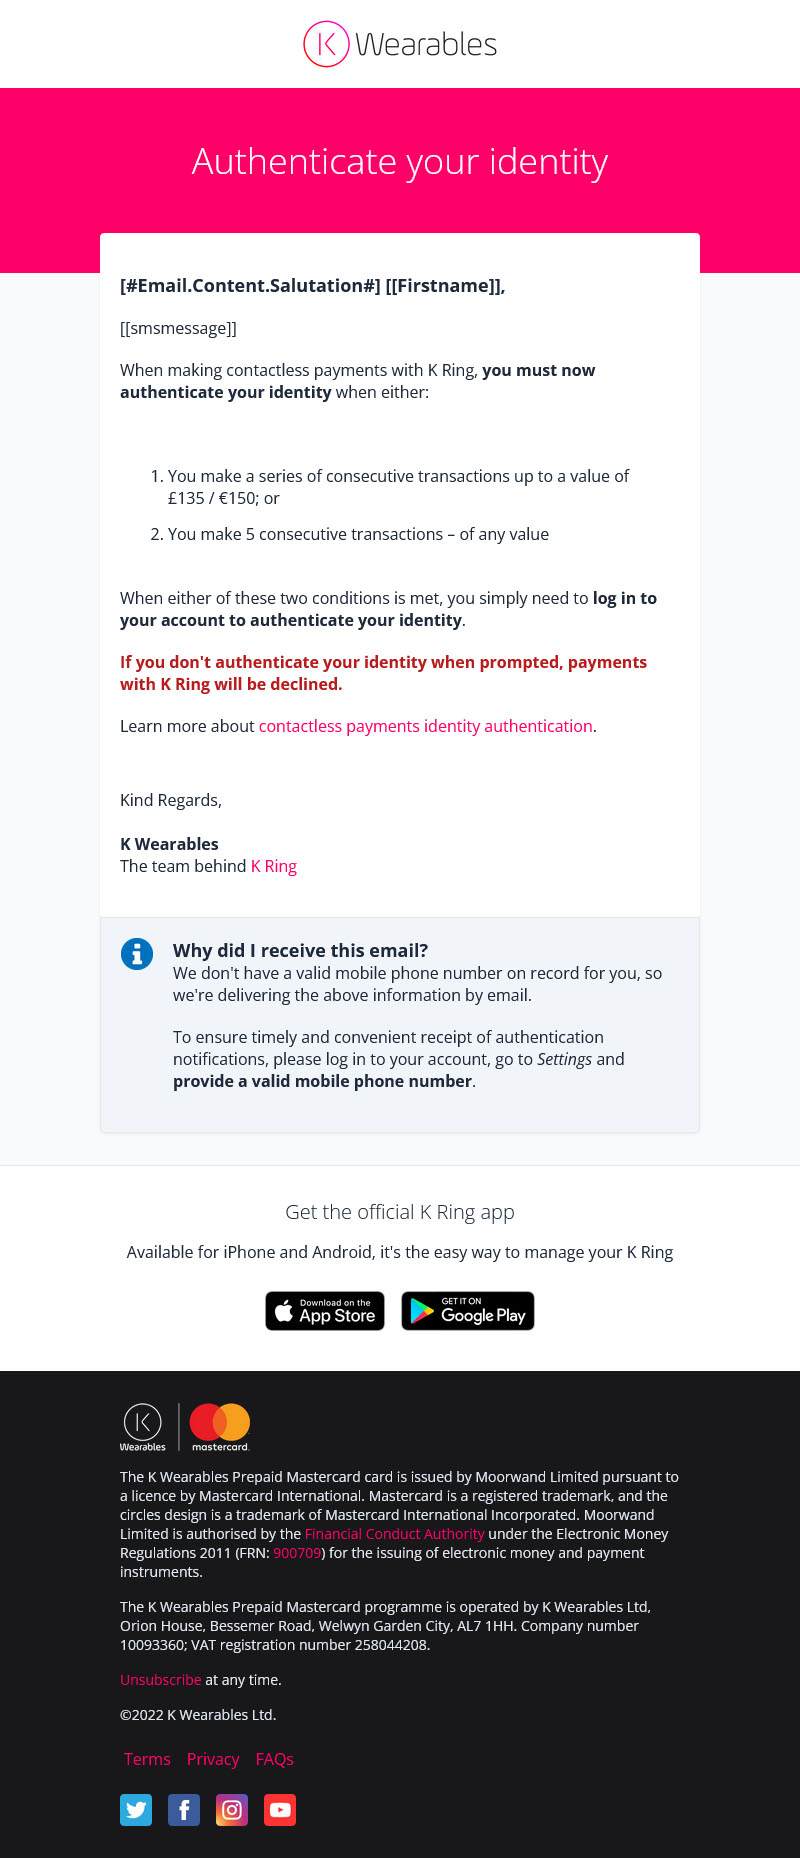 K Wearables
Authenticate your identity
[#Email.Content.Salutation#] [[Firstname]],
[[smsmessage]]
When making contactless payments with K Ring, you must now
authenticate your identity when either:
1. You make a series of consecutive transactions up to a value of
£135 / €150; or
2. You make 5 consecutive transactions – of any value
When either of these two conditions is met, you simply need to log in to
your account to authenticate your identity.
If you don't authenticate your identity when prompted, payments
with K Ring will be declined.
Learn more about contactless payments identity authentication.
Kind Regards,
K Wearables
The team behind K Ring
Why did I receive this email?
We don't have a valid mobile phone number on record for you, so
we're delivering the above information by email.
To ensure timely and convenient receipt of authentication
notifications, please log in to your account, go to Settings and
provide a valid mobile phone number.
Get the official K Ring app
Available for iPhone and Android, it's the easy way to manage your K Ring
Download on the
App Store
GET IT ON
Google Play
K
Wearables
mastercard.
The K Wearables Prepaid Mastercard card is issued by Moorwand Limited pursuant to
a licence by Mastercard International. Mastercard is a registered trademark, and the
circles design is a trademark of Mastercard International Incorporated. Moorwand
Limited is authorised by the Financial Conduct Authority under the Electronic Money
Regulations 2011 (FRN: 900709) for the issuing of electronic money and payment
instruments.
The K Wearables Prepaid Mastercard programme is operated by K Wearables Ltd,
Orion House, Bessemer Road, Welwyn Garden City, AL7 1HH. Company number
10093360; VAT registration number 258044208.
Unsubscribe at any time.
©2022 K Wearables Ltd.
Terms Privacy FAQs